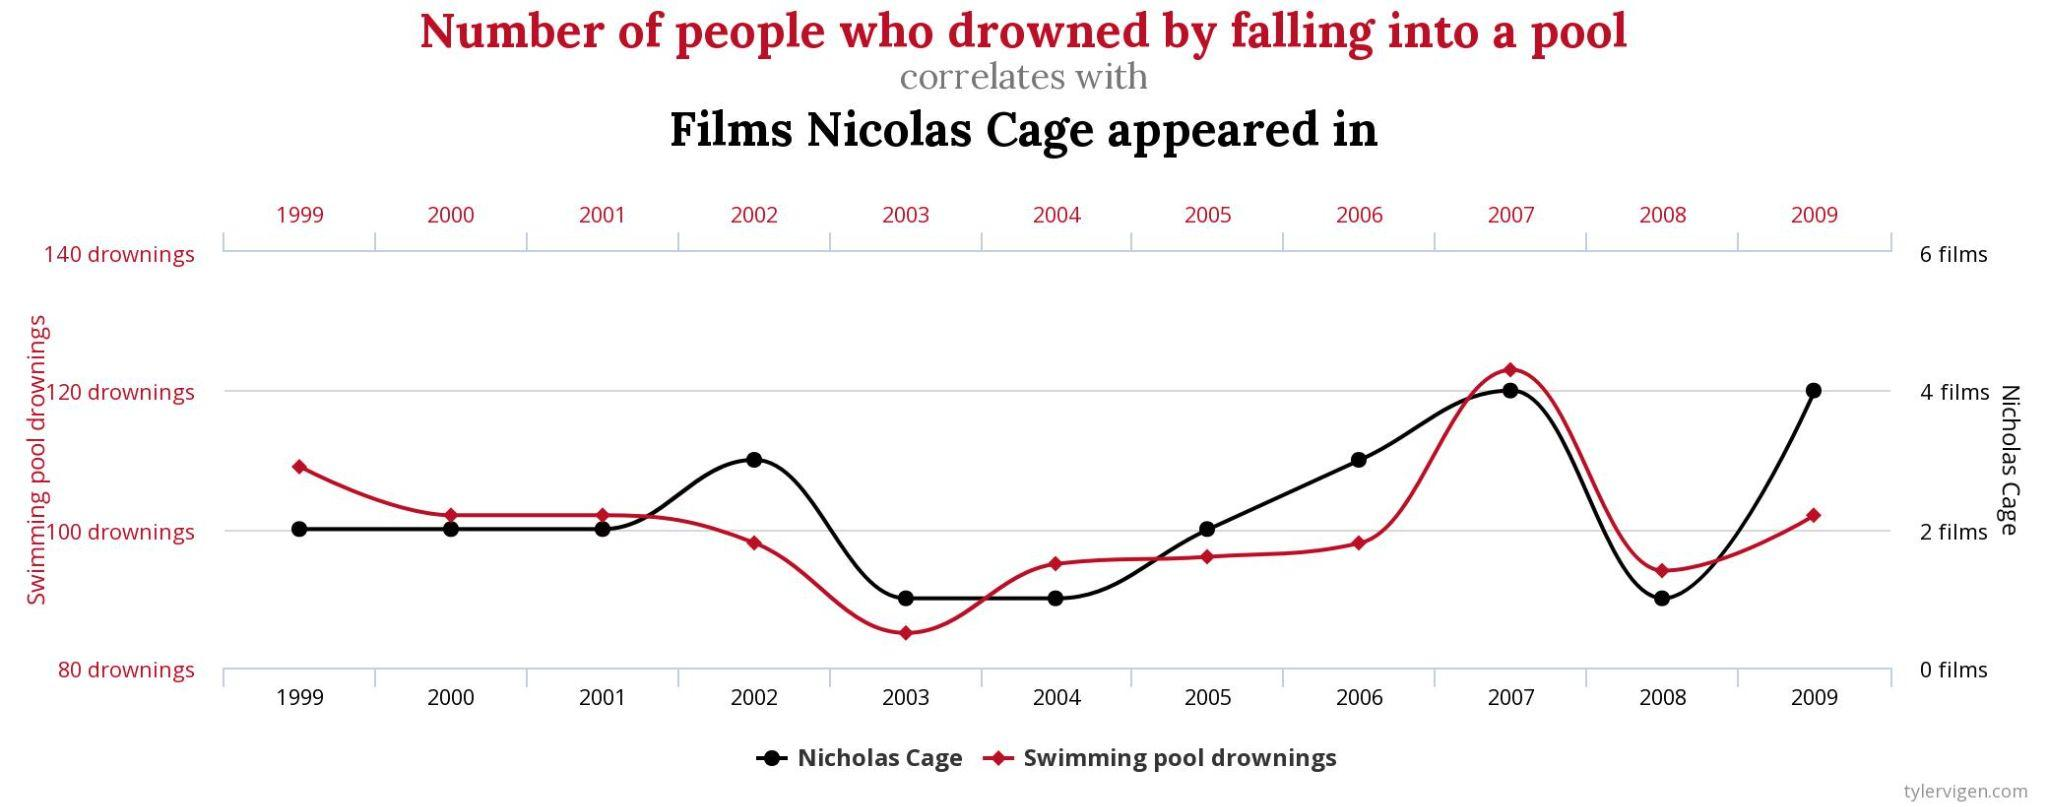 Number of people who drowned by falling into a pool
correlates with
Films Nicolas Cage appeared in
1999 2000 2001 2002 2003 2004 2005 2006 2007 2008 2009
140 drownings 6 films
120 drownings 4 films
100 drownings 2 films
80 drownings 0 films
Swimming pool drownings
Nicholas Cage
1999 2000 2001 2002 2003 2004 2005 2006 2007 2008 2009
Nicholas Cage Swimming pool drownings
tylervigen.com